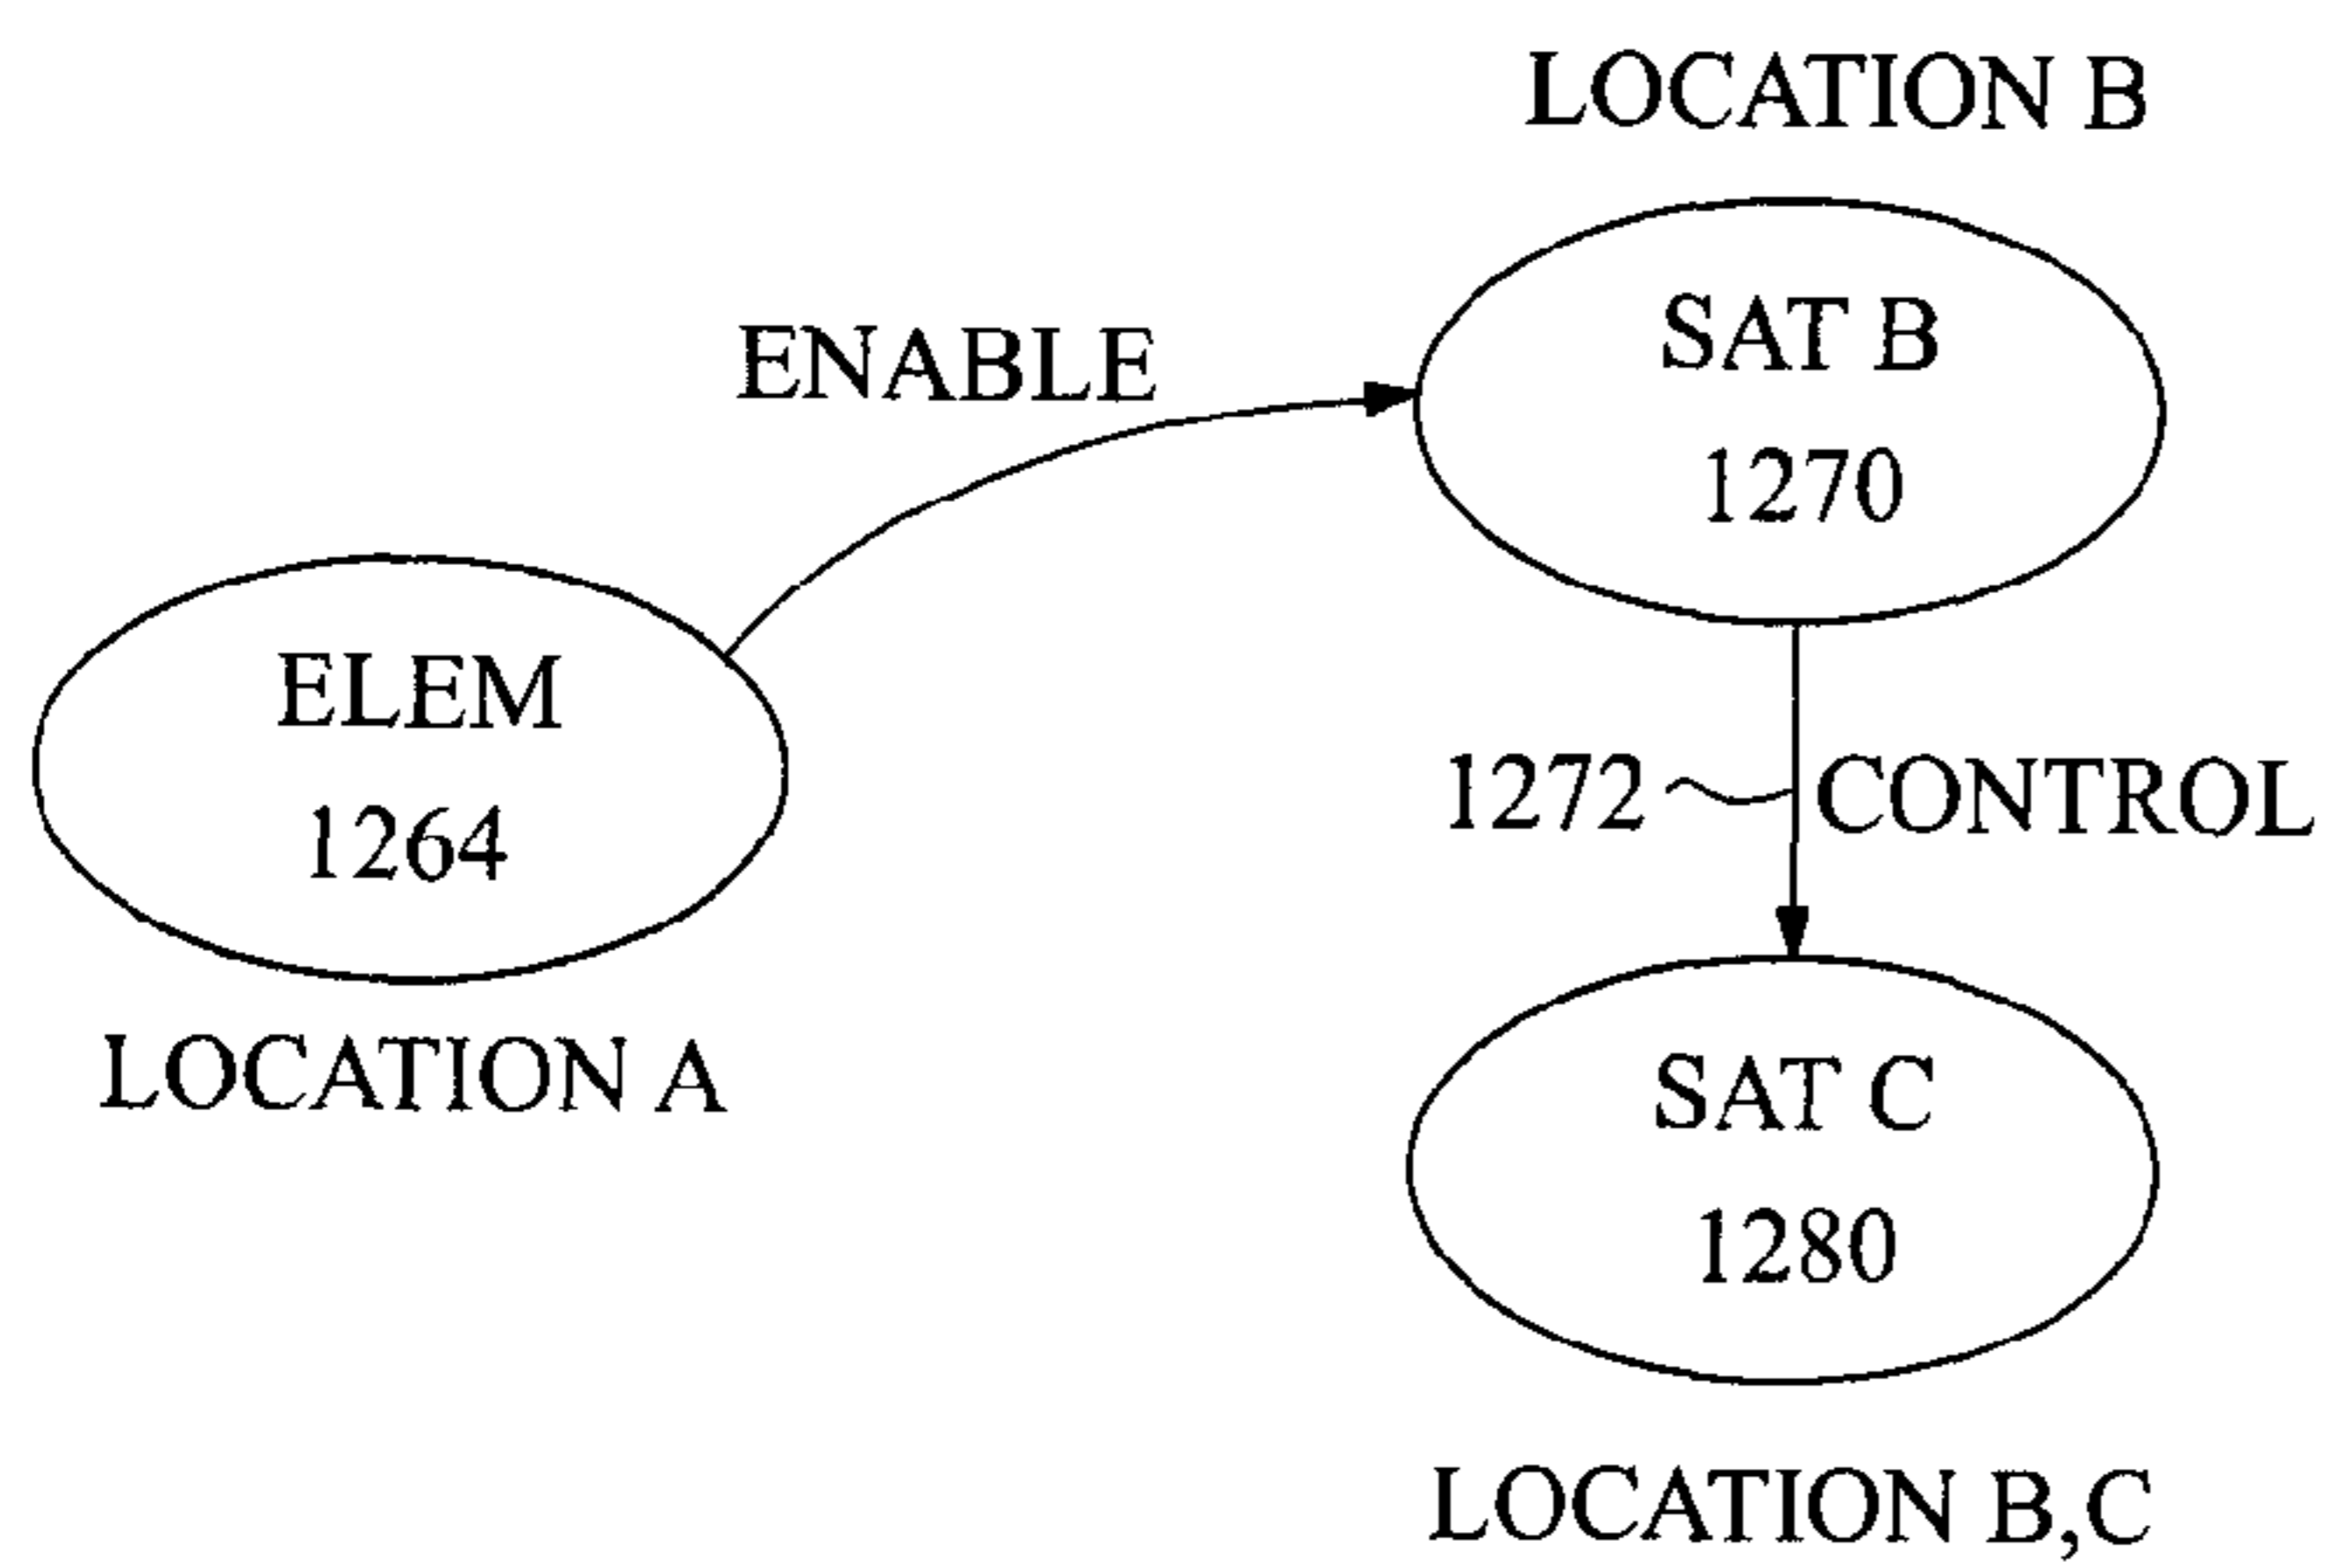 LOCATION B
SAT B
1270
ENABLE
ELEM
1264
LOCATION A
1272
CONTROL
SAT C
1280
LOCATION B,C